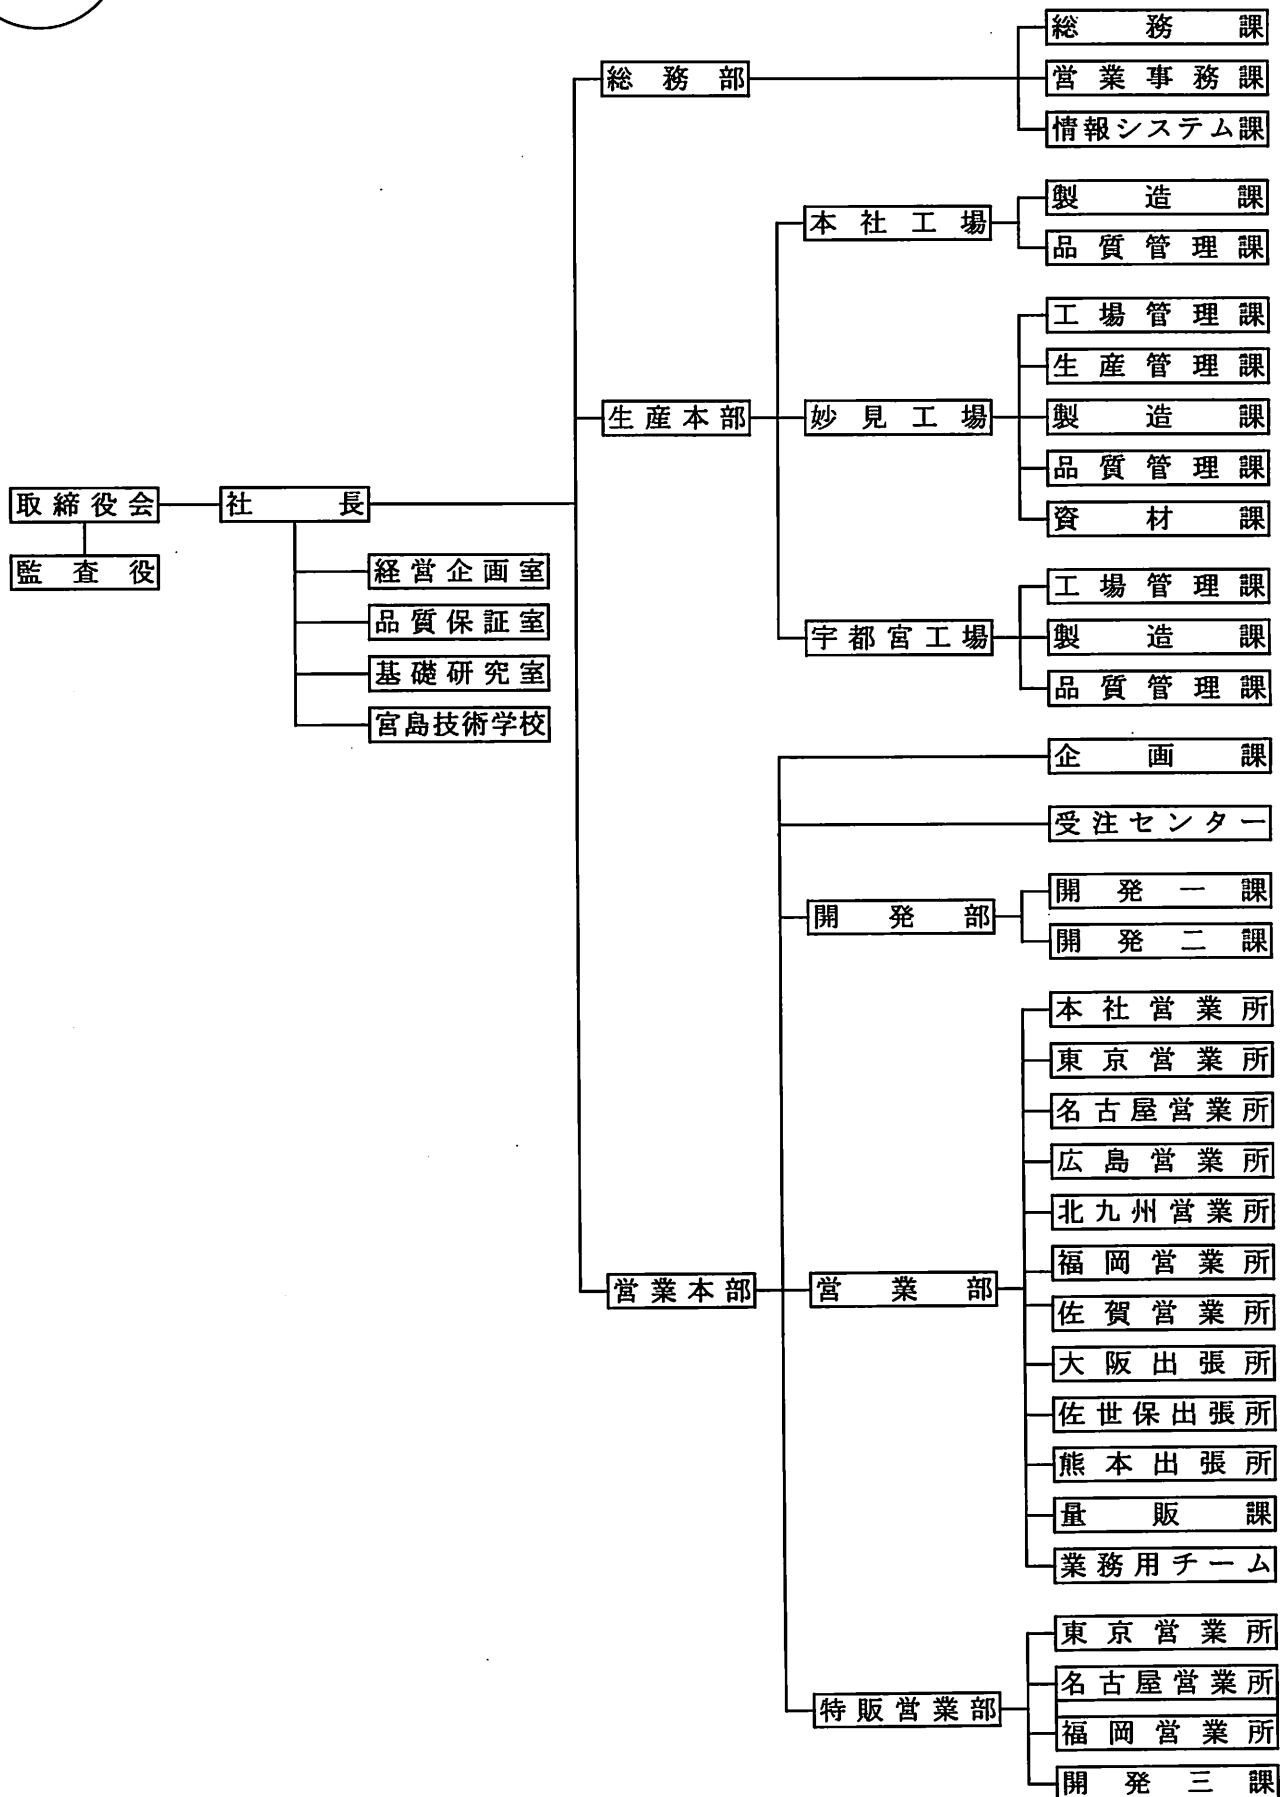 取締役会
監査役
社長
経営企画室
品質保証室
基礎研究室
宮島技術学校
総務部
総務課
営業事務課
情報システム課
生産本部
本社工場
製造課
品質管理課
妙見工場
工場管理課
生産管理課
製造課
品質管理課
資材課
宇都宮工場
工場管理課
製造課
品質管理課
営業本部
企画課
受注センター
開発部
開発一課
開発二課
営業部
本社営業所
東京営業所
名古屋営業所
広島営業所
北九州営業所
福岡営業所
佐賀営業所
大阪出張所
佐世保出張所
熊本出張所
量販課
業務用チーム
特販営業部
東京営業所
名古屋営業所
福岡営業所
開発三課